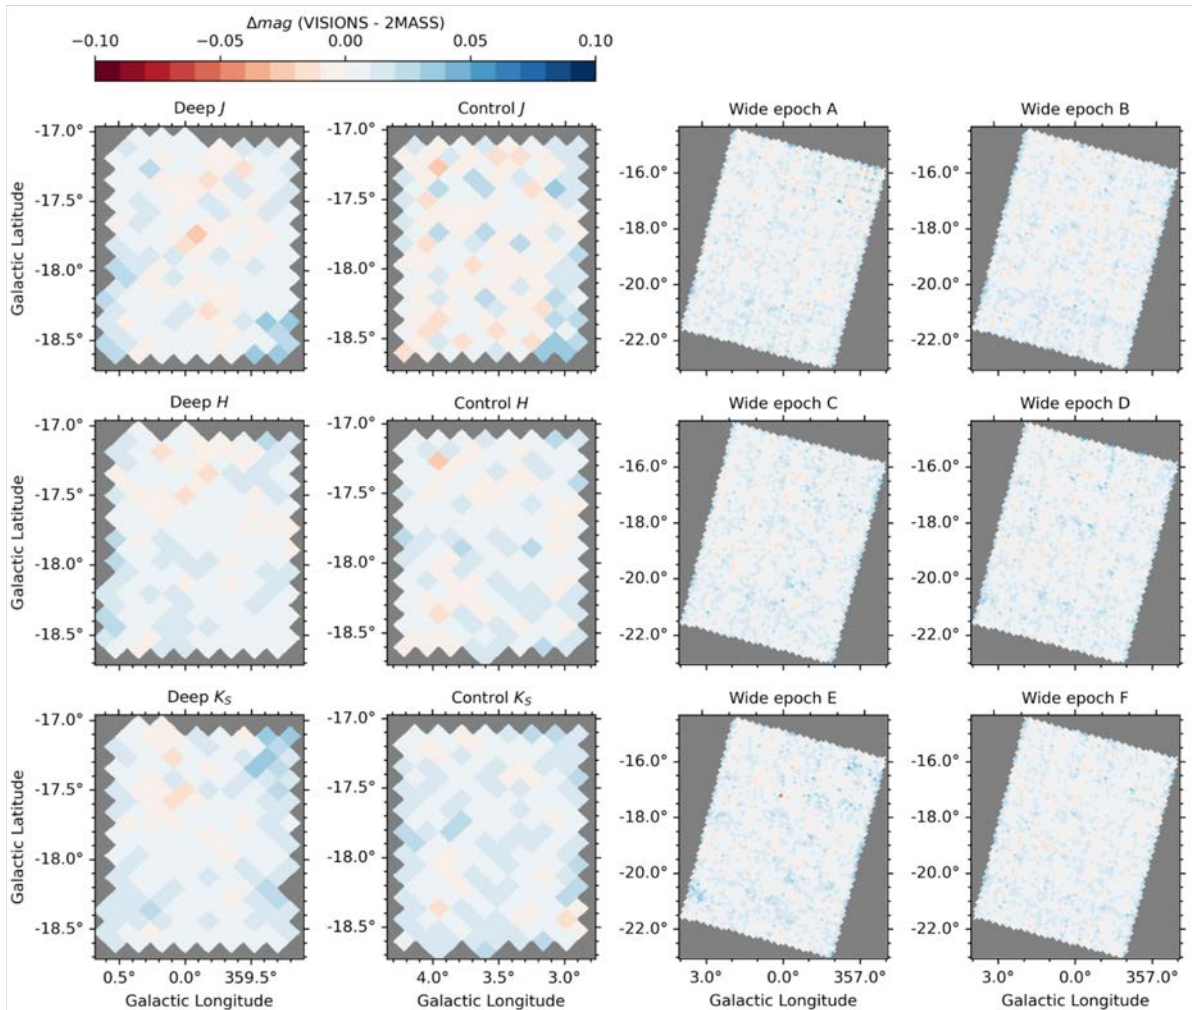 Δmag (VISIONS - 2MASS)
−0.10 −0.05 0.00 0.05 0.10
Deep J Control J Wide epoch A Wide epoch B
-17.0° -17.0°
-17.5° -17.5°
-18.0° -18.0°
-18.5° -18.5°
-16.0° -16.0°
-18.0° -18.0°
-20.0° -20.0°
-22.0° -22.0°
Galactic Latitude
Deep H Control H Wide epoch C Wide epoch D
-17.0° -17.0°
-17.5° -17.5°
-18.0° -18.0°
-18.5° -18.5°
-16.0° -16.0°
-18.0° -18.0°
-20.0° -20.0°
-22.0° -22.0°
Galactic Latitude
Deep KS Control KS Wide epoch E Wide epoch F
-17.0° -17.0°
-17.5° -17.5°
-18.0° -18.0°
-18.5° -18.5°
-16.0° -16.0°
-18.0° -18.0°
-20.0° -20.0°
-22.0° -22.0°
Galactic Latitude
0.5° 0.0° 359.5° 4.0° 3.5° 3.0° 3.0° 0.0° 357.0° 3.0° 0.0° 357.0°
Galactic Longitude Galactic Longitude Galactic Longitude Galactic Longitude